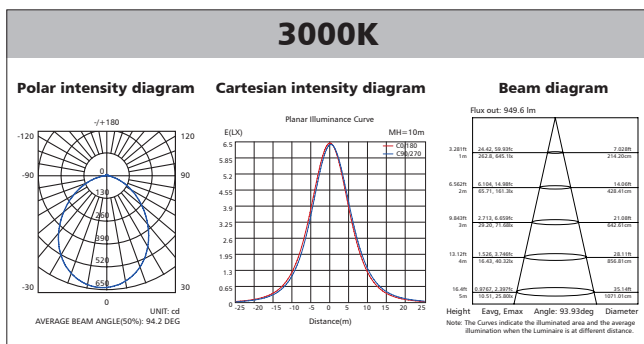 3000K
Polar intensity diagram
-/+180
-120
120
-90
90
-30
30
0
130
260
390
520
650
0
UNIT: cd
AVERAGE BEAM ANGLE(50%): 94.2 DEG
Cartesian intensity diagram
Planar Illuminance Curve
E(LX)
MH=10m
C0/180
C90/270
6.5
5.85
5.2
4.55
3.9
3.25
2.6
1.95
1.3
0.65
0
-25 -20 -15 -10 -5 0 5 10 15 20 25
Distance(m)
Beam diagram
Flux out: 949.6 lm
3.281ft 24.42, 59.93fc 7.028ft
1m 262.8, 645.1lx 214.20cm
6.562ft 6.104, 14.98fc 14.06ft
2m 65.71, 161.3lx 428.41cm
9.843ft 2.713, 6.659fc 21.08ft
3m 29.20, 71.68lx 642.61cm
13.12ft 1.526, 3.746fc 28.11ft
4m 16.43, 40.32lx 856.81cm
16.4ft 0.9767, 2.397fc 35.14ft
5m 10.51, 25.80lx 1071.01cm
Height Eavg, Emax Angle: 93.93deg Diameter
Note: The Curves indicate the illuminated area and the average
illumination when the Luminaire is at different distance.